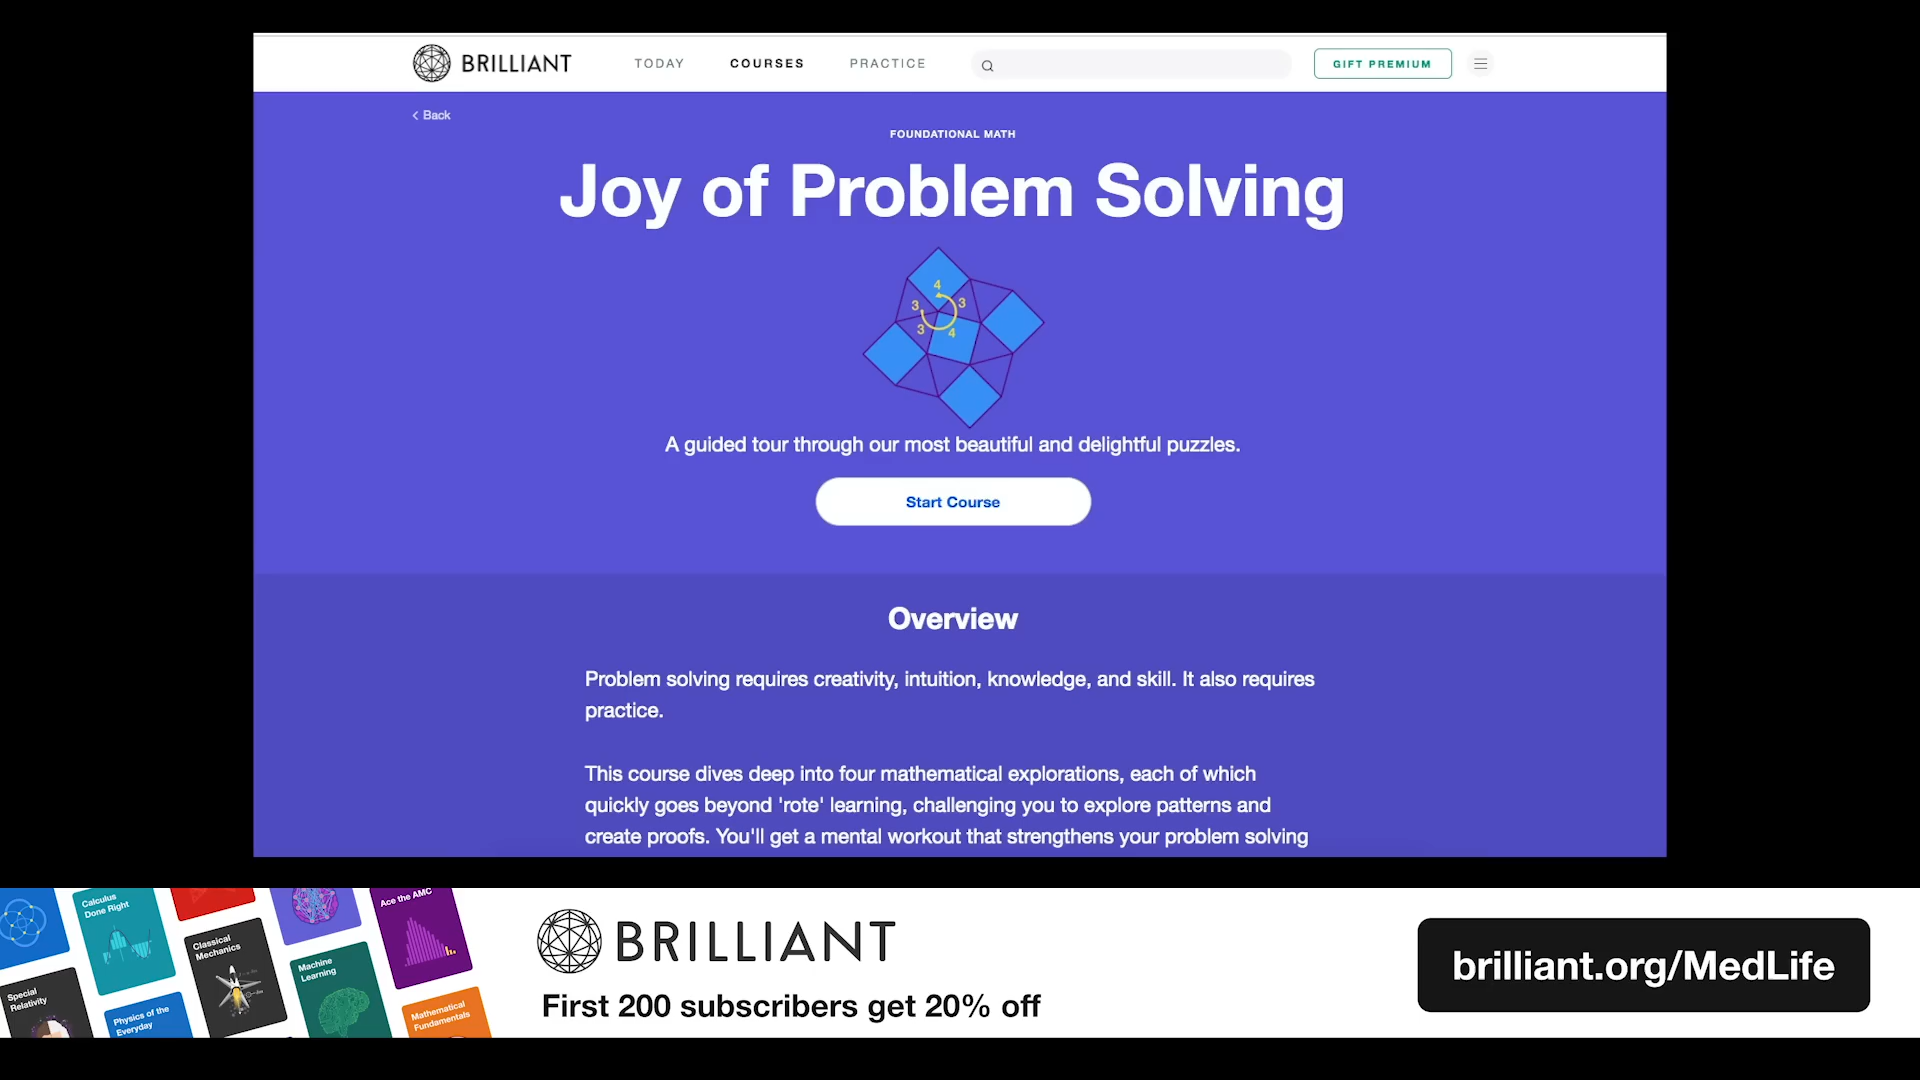 BRILLIANT
TODAY
COURSES
PRACTICE
GIFT PREMIUM
Back
FOUNDATIONAL MATH
Joy of Problem Solving
4
3
3
3
4
A guided tour through our most beautiful and delightful puzzles.
Start Course
Overview
Problem solving requires creativity, intuition, knowledge, and skill. It also requires
practice.
This course dives deep into four mathematical explorations, each of which
quickly goes beyond 'rote' learning, challenging you to explore patterns and
create proofs. You'll get a mental workout that strengthens your problem solving
Calculus
Done Right
Ace the AMC
Classical
Mechanics
Machine
Learning
Special
Relativity
Physics of the
Everyday
Mathematical
Fundamentals
BRILLIANT
First 200 subscribers get 20% off
brilliant.org/MedLife